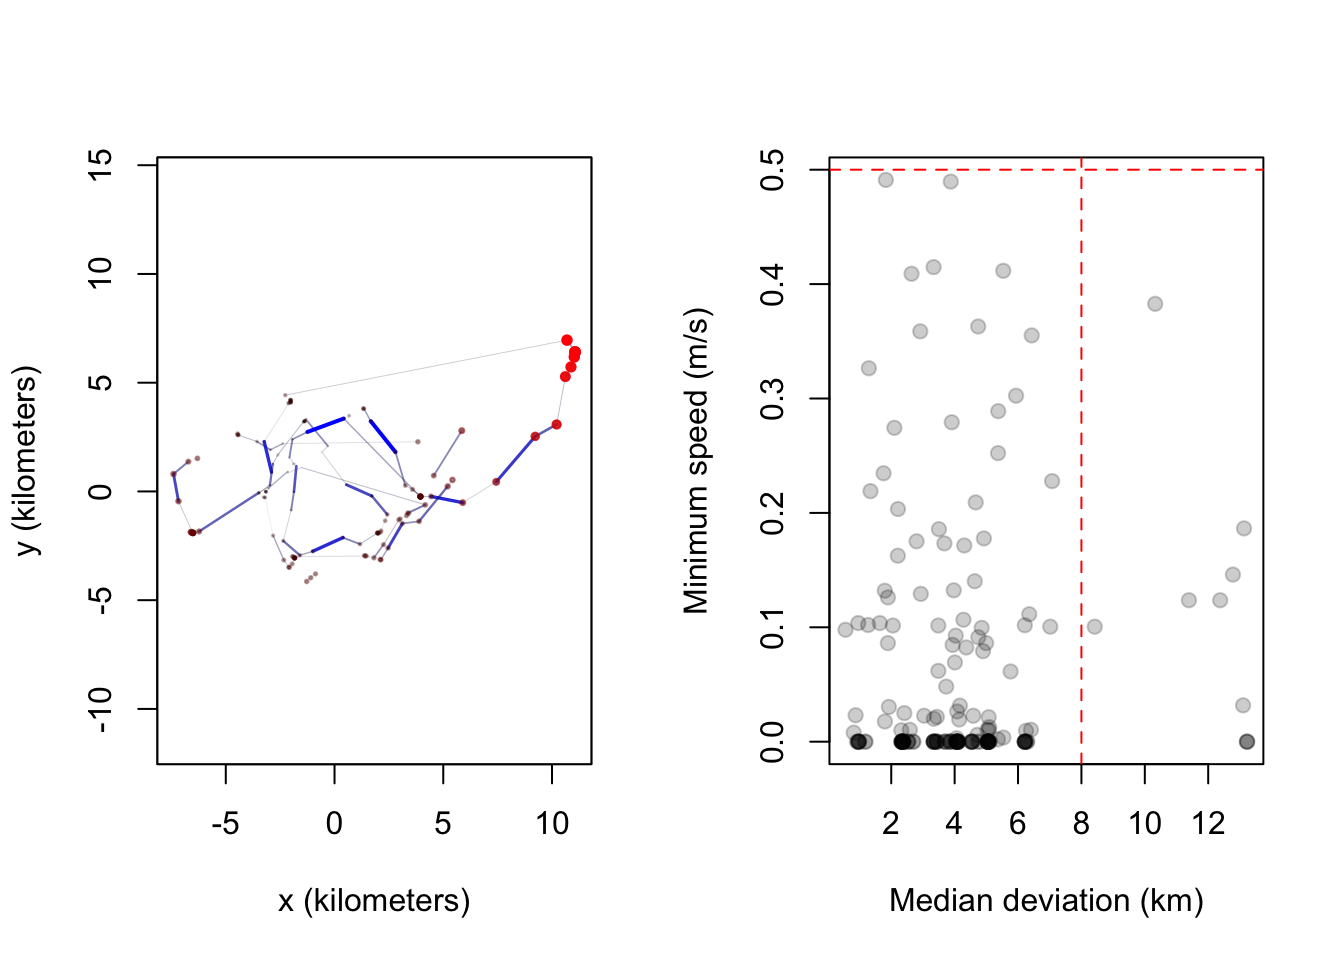 15
10
5
0
-5
-10
y (kilometers)
-5 0 5 10
x (kilometers)
0.5
0.4
0.3
0.2
0.1
0.0
Minimum speed (m/s)
2 4 6 8 10 12
Median deviation (km)